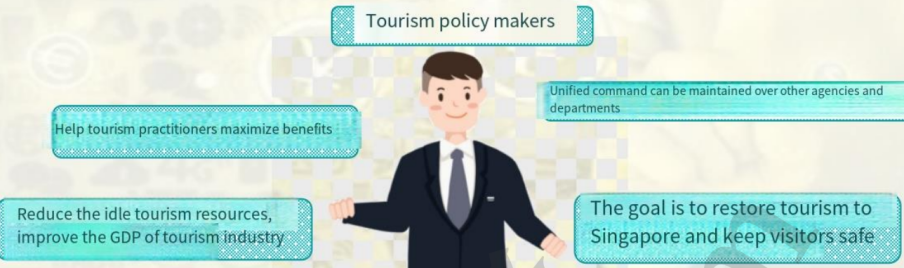 Tourism policy makers
Unified command can be maintained over other agencies and
departments
Help tourism practitioners maximize benefits
Reduce the idle tourism resources,
improve the GDP of tourism industry
The goal is to restore tourism to
Singapore and keep visitors safe